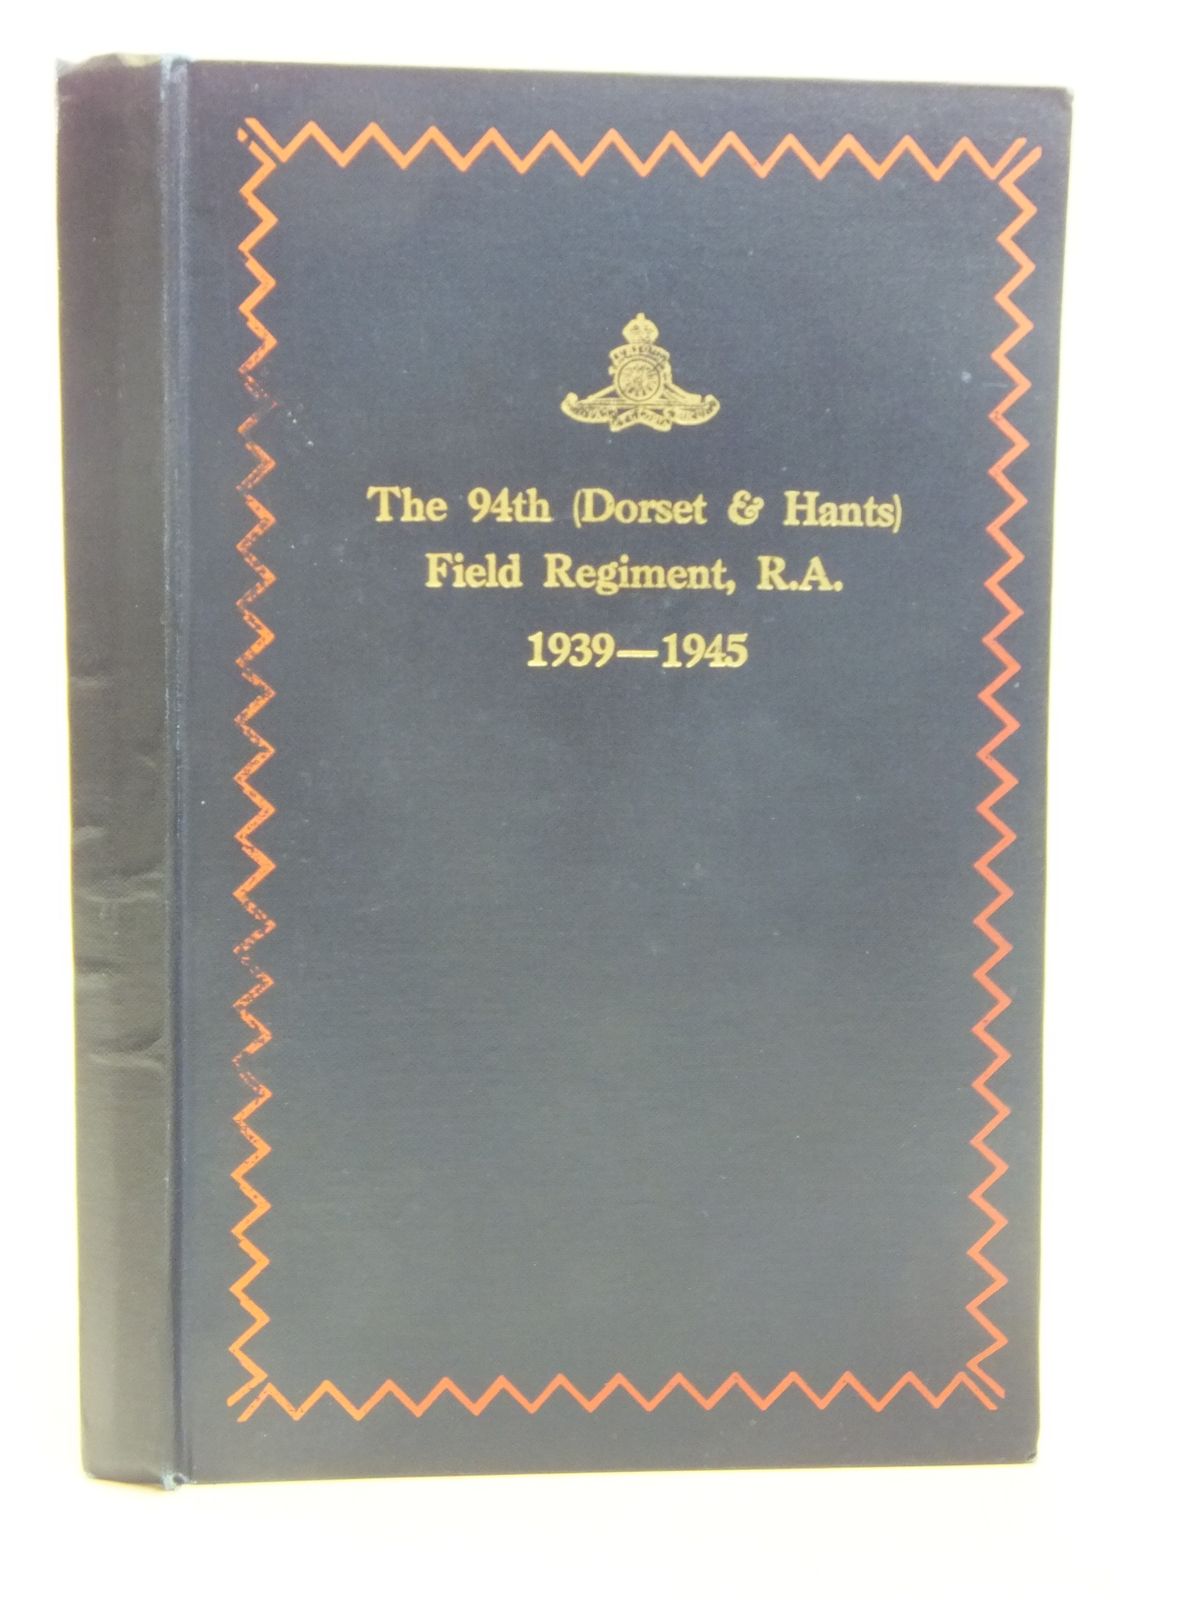 The 94th (Dorset & Hants)
Field Regiment, R.A.
1939—1945